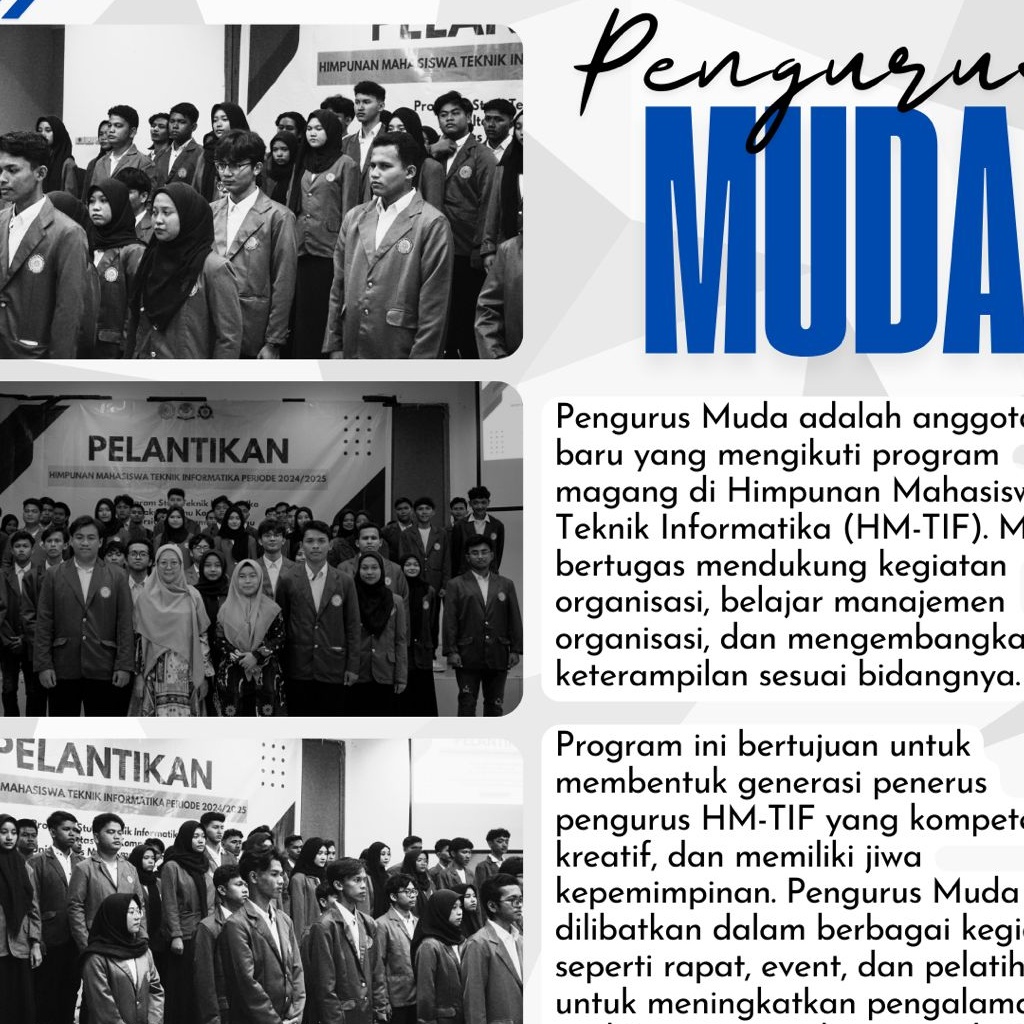 HIMPUNAN MAHASISWA TEKNIK IN
PELANTIKAN
HIMPUNAN MAHASISWA TEKNIK INFORMATIKA PERIODE 2024/2025
PELANTIKAN
MAHASISWA TEKNIK INFORMATIKA PERIODE 2024/2025
Pengurus
MUDA
Pengurus Muda adalah anggota
baru yang mengikuti program
magang di Himpunan Mahasisw
Teknik Informatika (HM-TIF). M
bertugas mendukung kegiatan
organisasi, belajar manajemen
organisasi, dan mengembangka
keterampilan sesuai bidangnya.
Program ini bertujuan untuk
membentuk generasi penerus
pengurus HM-TIF yang kompete
kreatif, dan memiliki jiwa
kepemimpinan. Pengurus Muda
dilibatkan dalam berbagai kegi
seperti rapat, event, dan pelatih
untuk meningkatkan pengalama